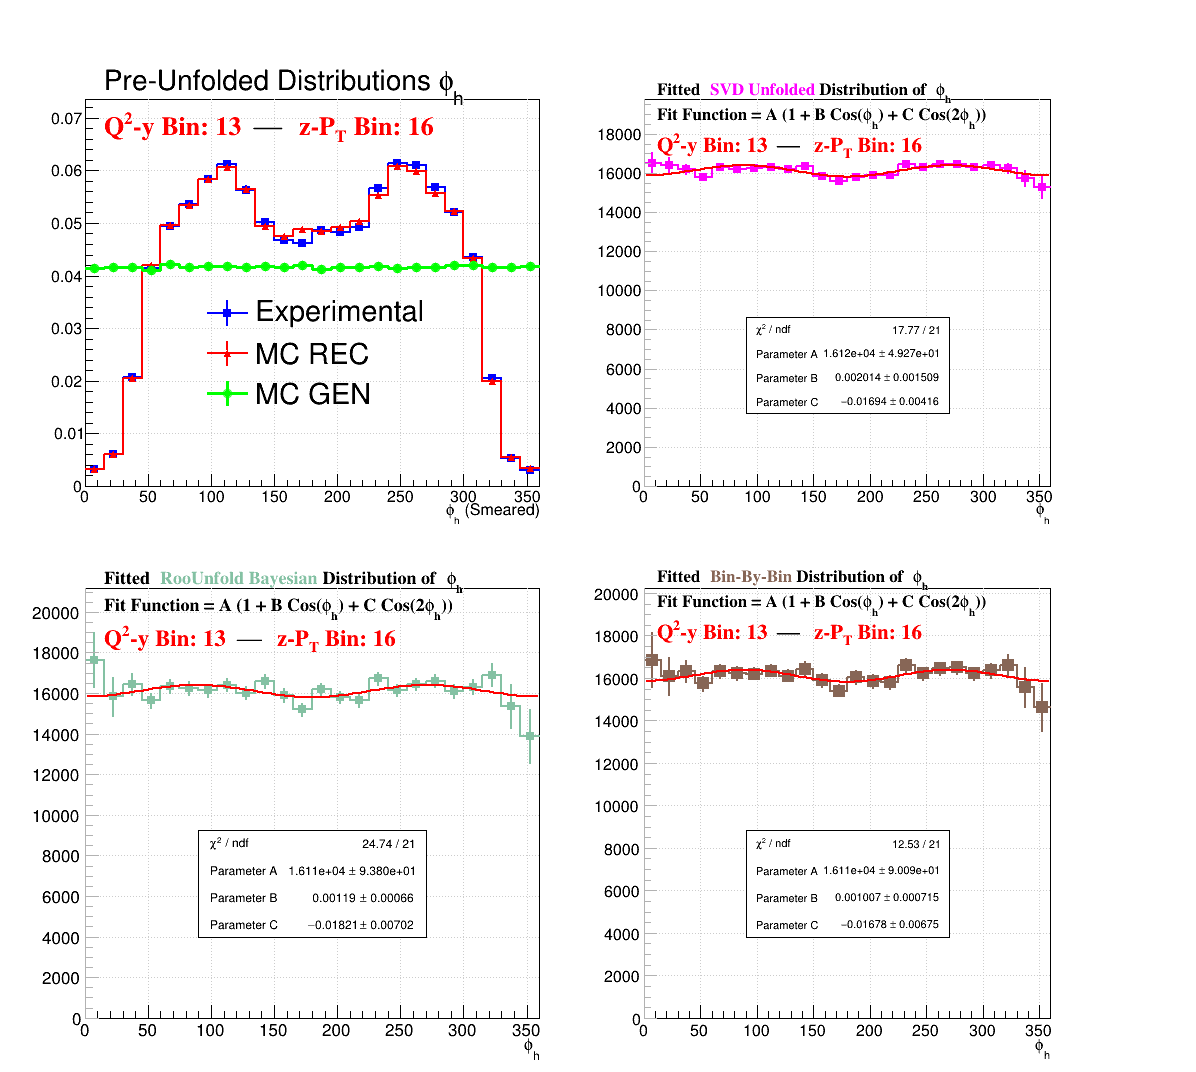 Pre-Unfolded Distributions ϕh
Q²-y Bin: 13 — z-PT Bin: 16
0.07
0.06
0.05
0.04
0.03
0.02
0.01
0
Experimental
MC REC
MC GEN
0 50 100 150 200 250 300 350
ϕh (Smeared)
Fitted SVD Unfolded Distribution of ϕh
Fit Function = A (1 + B Cos(ϕh) + C Cos(2ϕh))
Q²-y Bin: 13 — z-PT Bin: 16
18000
16000
14000
12000
10000
8000
6000
4000
2000
0
χ² / ndf 17.77 / 21
Parameter A 1.612e+04 ± 4.927e+01
Parameter B 0.002014 ± 0.001509
Parameter C −0.01694 ± 0.00416
0 50 100 150 200 250 300 350
ϕh
Fitted RooUnfold Bayesian Distribution of ϕh
Fit Function = A (1 + B Cos(ϕh) + C Cos(2ϕh))
Q²-y Bin: 13 — z-PT Bin: 16
20000
18000
16000
14000
12000
10000
8000
6000
4000
2000
0
χ² / ndf 24.74 / 21
Parameter A 1.611e+04 ± 9.380e+01
Parameter B 0.00119 ± 0.00066
Parameter C −0.01821 ± 0.00702
0 50 100 150 200 250 300 350
ϕh
Fitted Bin-By-Bin Distribution of ϕh
Fit Function = A (1 + B Cos(ϕh) + C Cos(2ϕh))
Q²-y Bin: 13 — z-PT Bin: 16
20000
18000
16000
14000
12000
10000
8000
6000
4000
2000
0
χ² / ndf 12.53 / 21
Parameter A 1.611e+04 ± 9.009e+01
Parameter B 0.001007 ± 0.000715
Parameter C −0.01678 ± 0.00675
0 50 100 150 200 250 300 350
ϕh